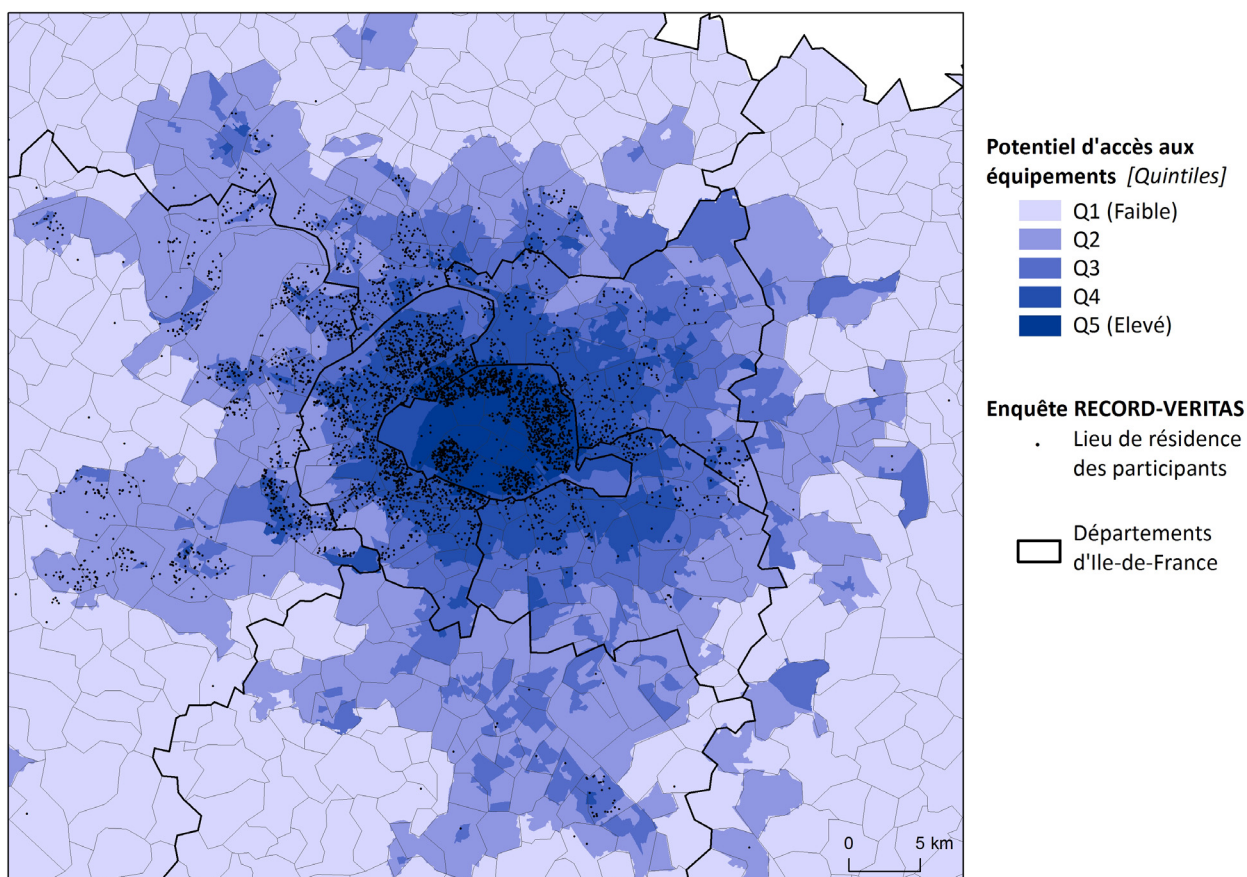 Potentiel d'accès aux
équipements [Quintiles]
Q1 (Faible)
Q2
Q3
Q4
Q5 (Elevé)
Enquête RECORD-VERITAS
Lieu de résidence
des participants
Départements
d'Ile-de-France
0 5 km